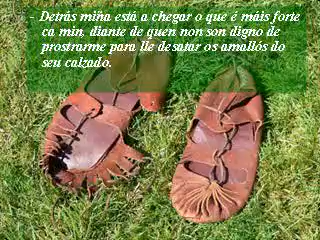 - Detrás miña está a chegar o que é máis forte
ca min, diante de quen non son digno de
prostrarme para lle desatar os amallós do
seu calzado.